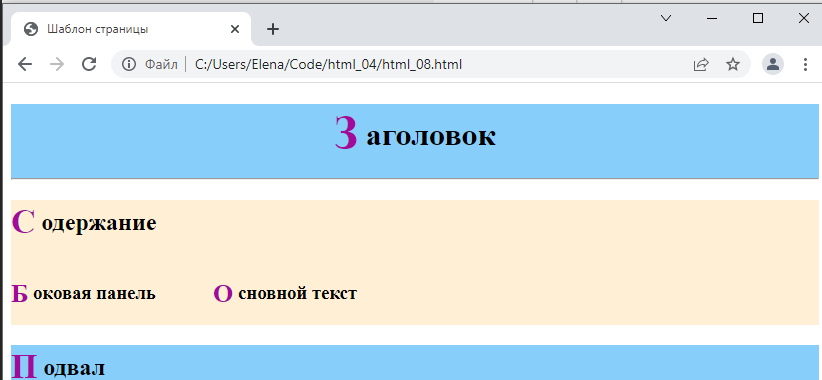 Шаблон страницы
Файл C:/Users/Elena/Code/html_04/html_08.html
З аголовок
С одержание
Б оковая панель О сновной текст
П одвал